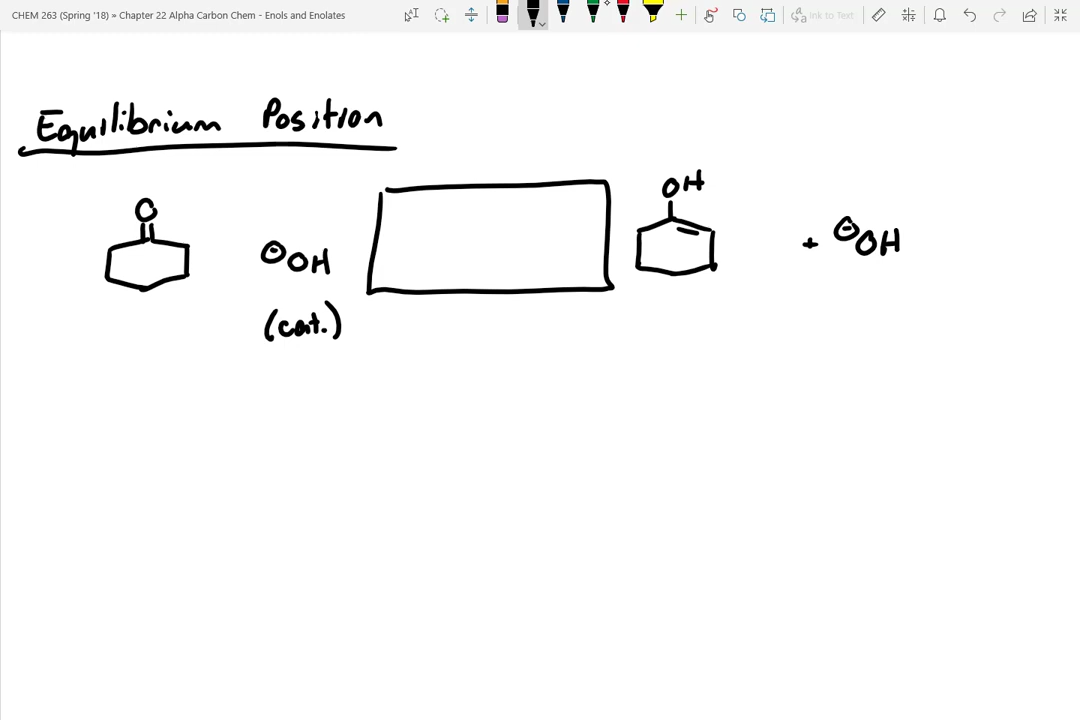 CHEM 263 (Spring '18) » Chapter 22 Alpha Carbon Chem - Enols and Enolates
Ink to Text
Equilibrium Position
O
OH
⊖OH
+ ⊖OH
(cat.)